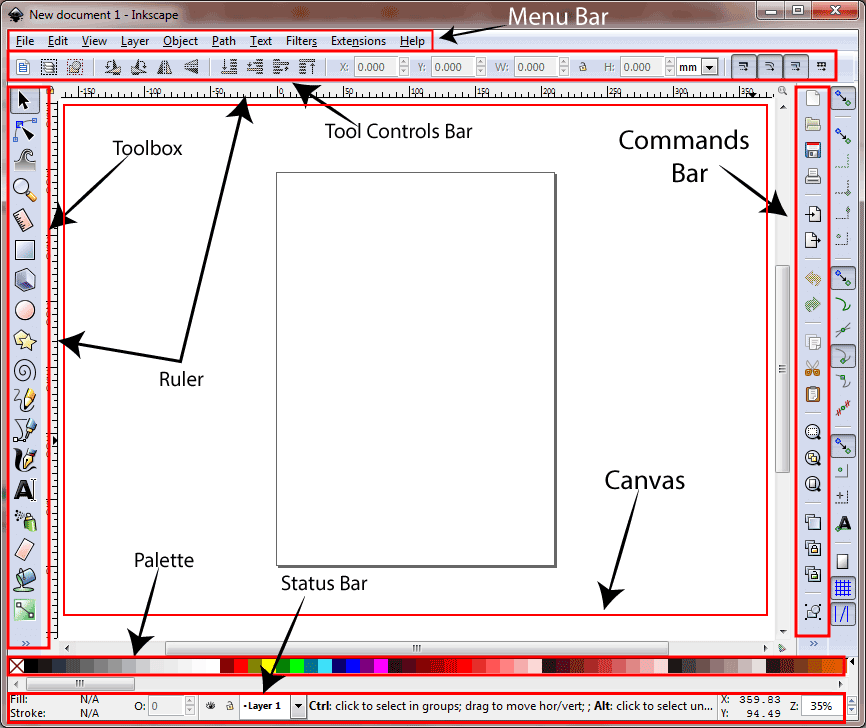 New document 1 - Inkscape
Menu Bar
File Edit View Layer Object Path Text Filters Extensions Help
X: 0.000 Y: 0.000 W: 0.000 H: 0.000 mm
-150 -100 -50 0 50 100 150 200 250 300 350
Tool Controls Bar
Toolbox
Commands
Bar
Ruler
Canvas
Palette
Status Bar
Fill: N/A
Stroke: N/A
O: 0
•Layer 1
Ctrl: click to select in groups; drag to move hor/vert; ; Alt: click to select un...
X: 359.83
Y: 94.49
Z: 35%